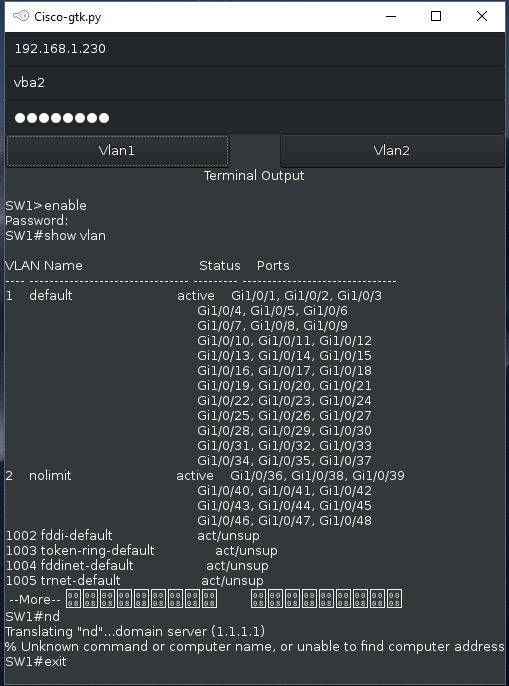 Cisco-gtk.py
192.168.1.230
vba2
●●●●●●●●
Vlan1 Vlan2
Terminal Output
SW1>enable
Password:
SW1#show vlan
VLAN Name Status Ports
---- -------------------------------- --------- -------------------------------
1 default active Gi1/0/1, Gi1/0/2, Gi1/0/3
Gi1/0/4, Gi1/0/5, Gi1/0/6
Gi1/0/7, Gi1/0/8, Gi1/0/9
Gi1/0/10, Gi1/0/11, Gi1/0/12
Gi1/0/13, Gi1/0/14, Gi1/0/15
Gi1/0/16, Gi1/0/17, Gi1/0/18
Gi1/0/19, Gi1/0/20, Gi1/0/21
Gi1/0/22, Gi1/0/23, Gi1/0/24
Gi1/0/25, Gi1/0/26, Gi1/0/27
Gi1/0/28, Gi1/0/29, Gi1/0/30
Gi1/0/31, Gi1/0/32, Gi1/0/33
Gi1/0/34, Gi1/0/35, Gi1/0/37
2 nolimit active Gi1/0/36, Gi1/0/38, Gi1/0/39
Gi1/0/40, Gi1/0/41, Gi1/0/42
Gi1/0/43, Gi1/0/44, Gi1/0/45
Gi1/0/46, Gi1/0/47, Gi1/0/48
1002 fddi-default act/unsup
1003 token-ring-default act/unsup
1004 fddinet-default act/unsup
1005 trnet-default act/unsup
--More--
SW1#nd
Translating "nd"...domain server (1.1.1.1)
% Unknown command or computer name, or unable to find computer address
SW1#exit